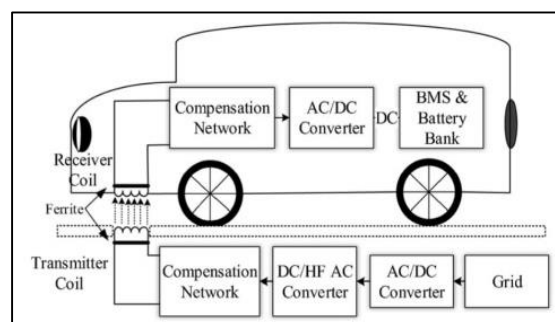 Compensation
Network
AC/DC
Converter
DC
BMS &
Battery
Bank
Receiver
Coil
Ferrite
Transmitter
Coil
Compensation
Network
DC/HF AC
Converter
AC/DC
Converter
Grid